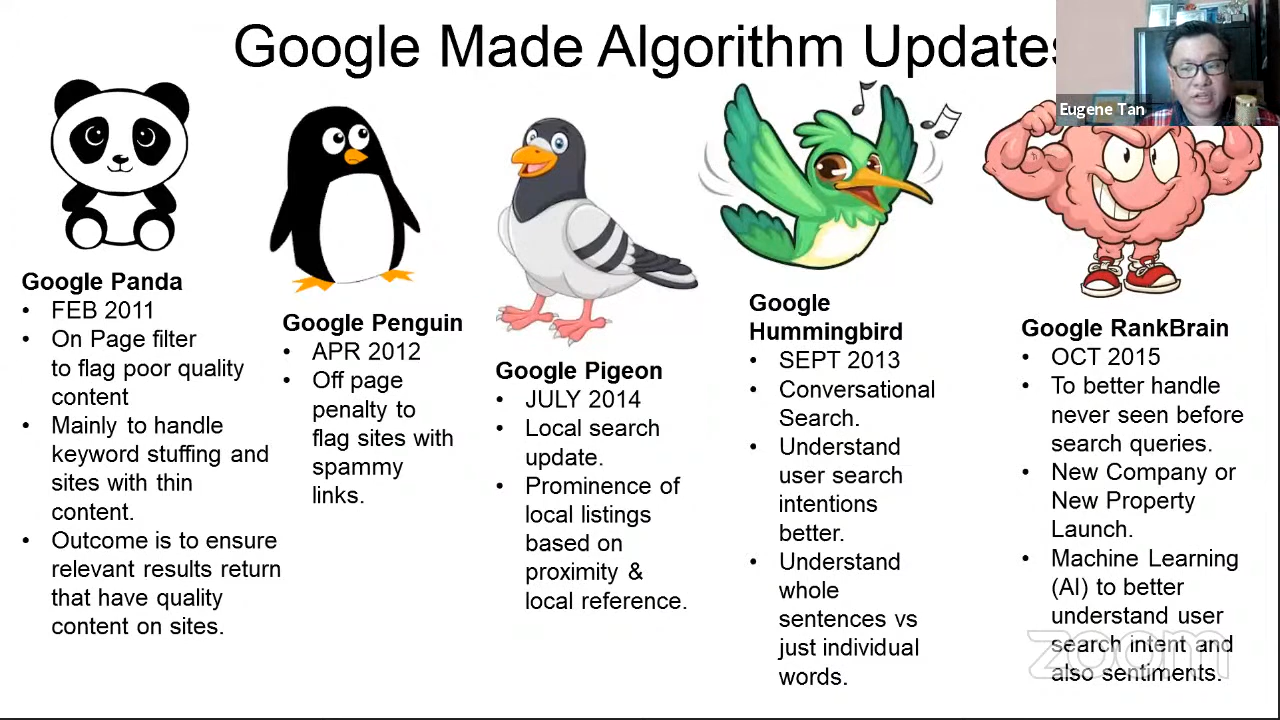 Google Made Algorithm Updates
Eugene Tan
Google Panda
• FEB 2011
• On Page filter
to flag poor quality
content
• Mainly to handle
keyword stuffing and
sites with thin
content.
• Outcome is to ensure
relevant results return
that have quality
content on sites.
Google Penguin
• APR 2012
• Off page
penalty to
flag sites with
spammy
links.
Google Pigeon
• JULY 2014
• Local search
update.
• Prominence of
local listings
based on
proximity &
local reference.
Google
Hummingbird
• SEPT 2013
• Conversational
Search.
• Understand
user search
intentions
better.
• Understand
whole
sentences vs
just individual
words.
Google RankBrain
• OCT 2015
• To better handle
never seen before
search queries.
• New Company or
New Property
Launch.
• Machine Learning
(AI) to better
understand user
search intent and
also sentiments.
zoom